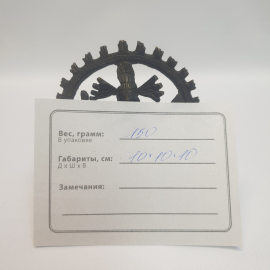 Вес, грамм: 150
В упаковке
Габариты, см: 10*10*10
Д х Ш х В
Замечания: